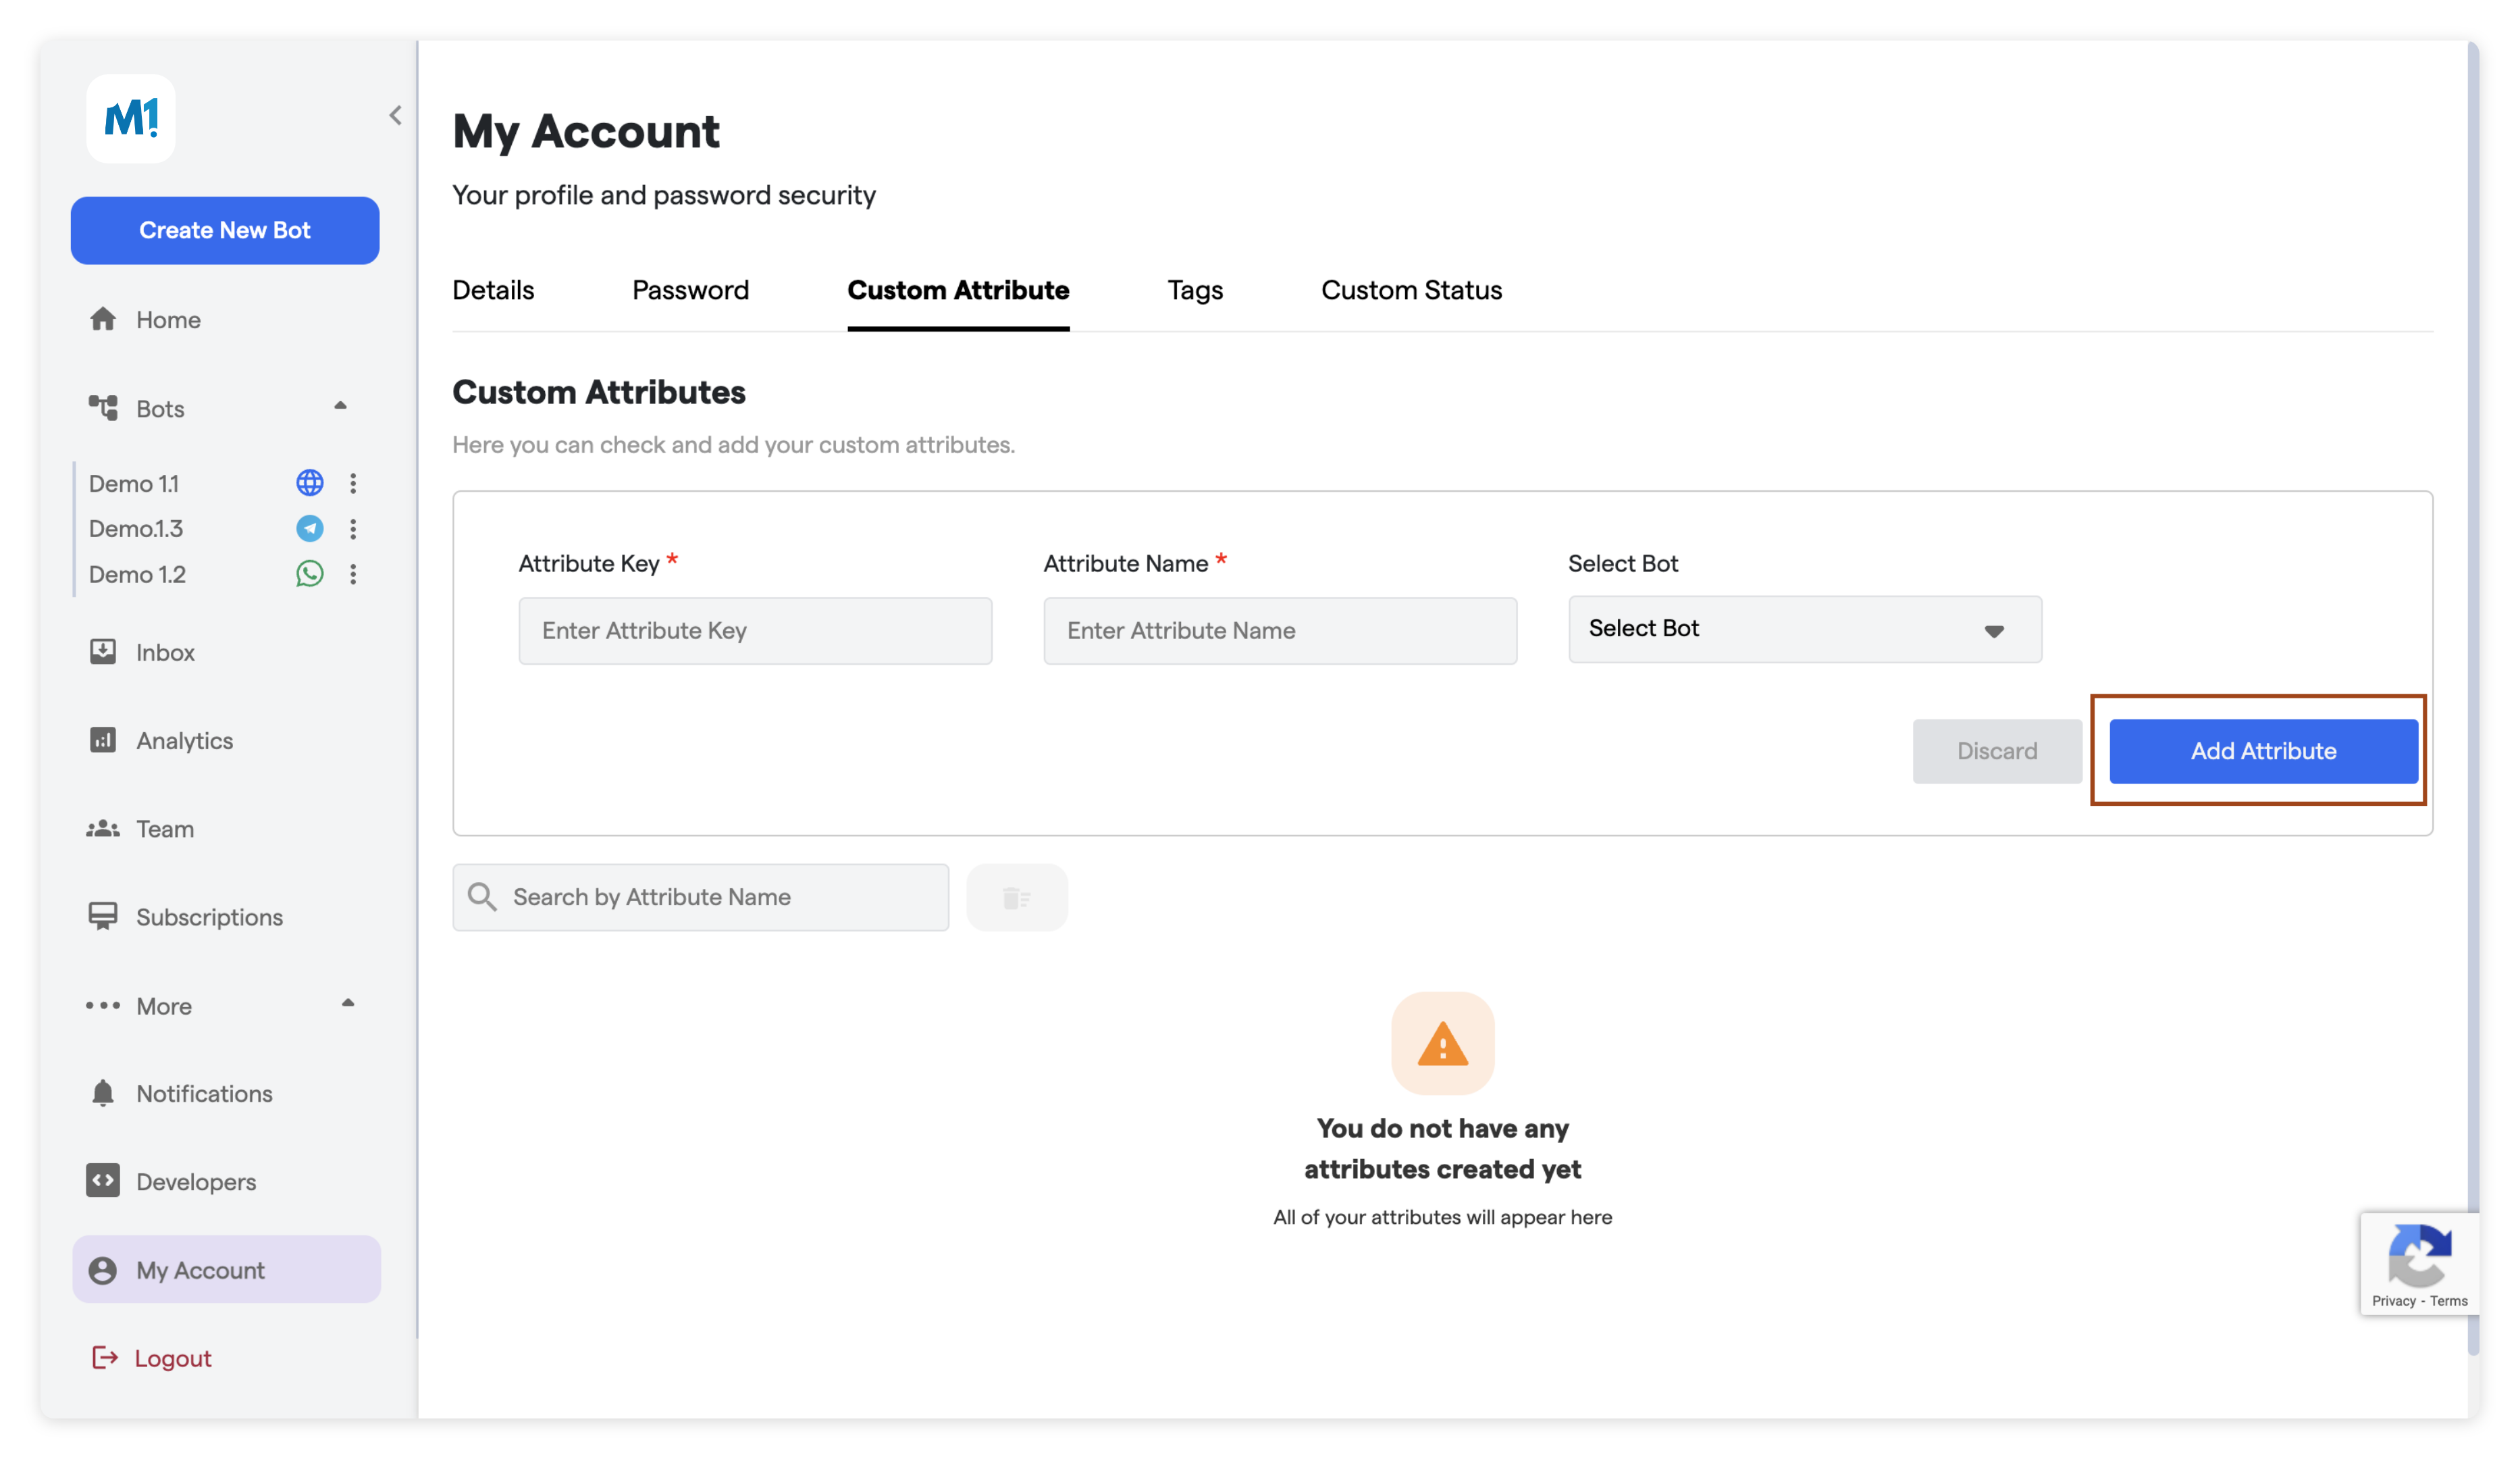 M1!
Create New Bot
Home
Bots
Demo 1.1
Demo.1.3
Demo 1.2
Inbox
Analytics
Team
Subscriptions
More
Notifications
Developers
My Account
Logout
My Account
Your profile and password security
Details Password Custom Attribute Tags Custom Status
Custom Attributes
Here you can check and add your custom attributes.
Attribute Key * Attribute Name * Select Bot
Enter Attribute Key Enter Attribute Name Select Bot
Discard Add Attribute
Search by Attribute Name
You do not have any
attributes created yet
All of your attributes will appear here
Privacy - Terms